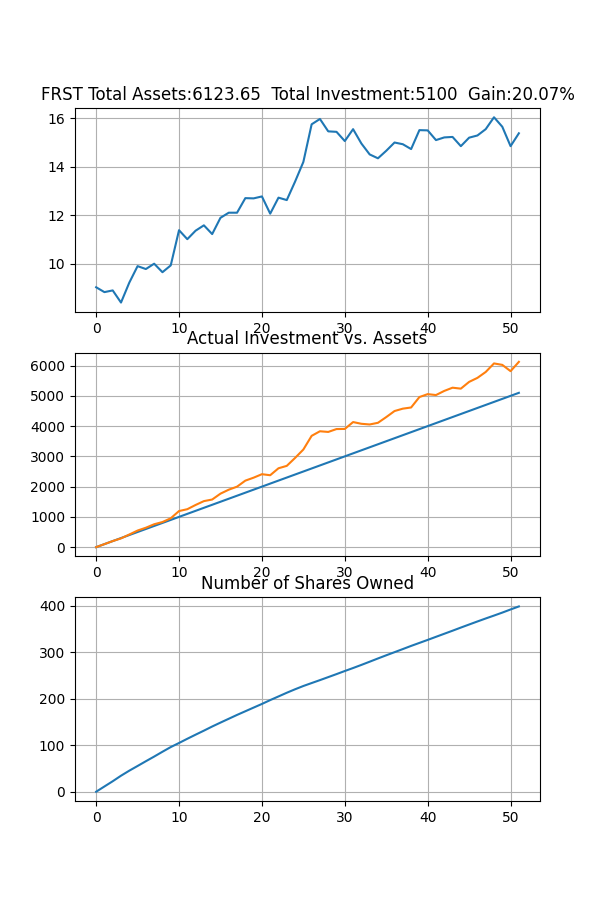 FRST Total Assets:6123.65  Total Investment:5100  Gain:20.07%
16
14
12
10
0 10 20 30 40 50
Actual Investment vs. Assets
6000
5000
4000
3000
2000
1000
0
0 10 20 30 40 50
Number of Shares Owned
400
300
200
100
0
0 10 20 30 40 50